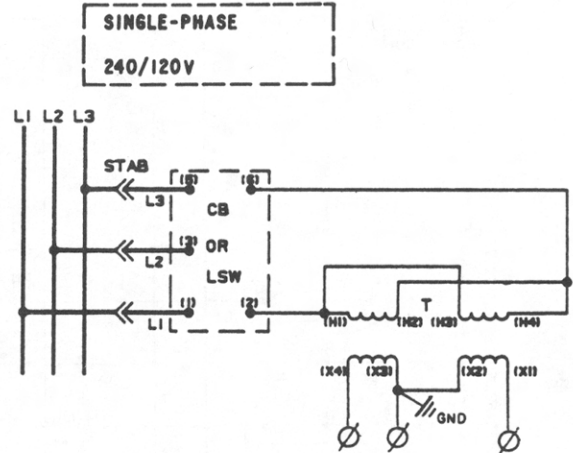 SINGLE-PHASE
240/120V
L1 L2 L3
STAB
(5) (6)
L3 CB
(3) OR
L2
LSW
(1) (2)
L1
T
(H1) (H2) (H3) (H4)
(X4) (X3) (X2) (X1)
GND